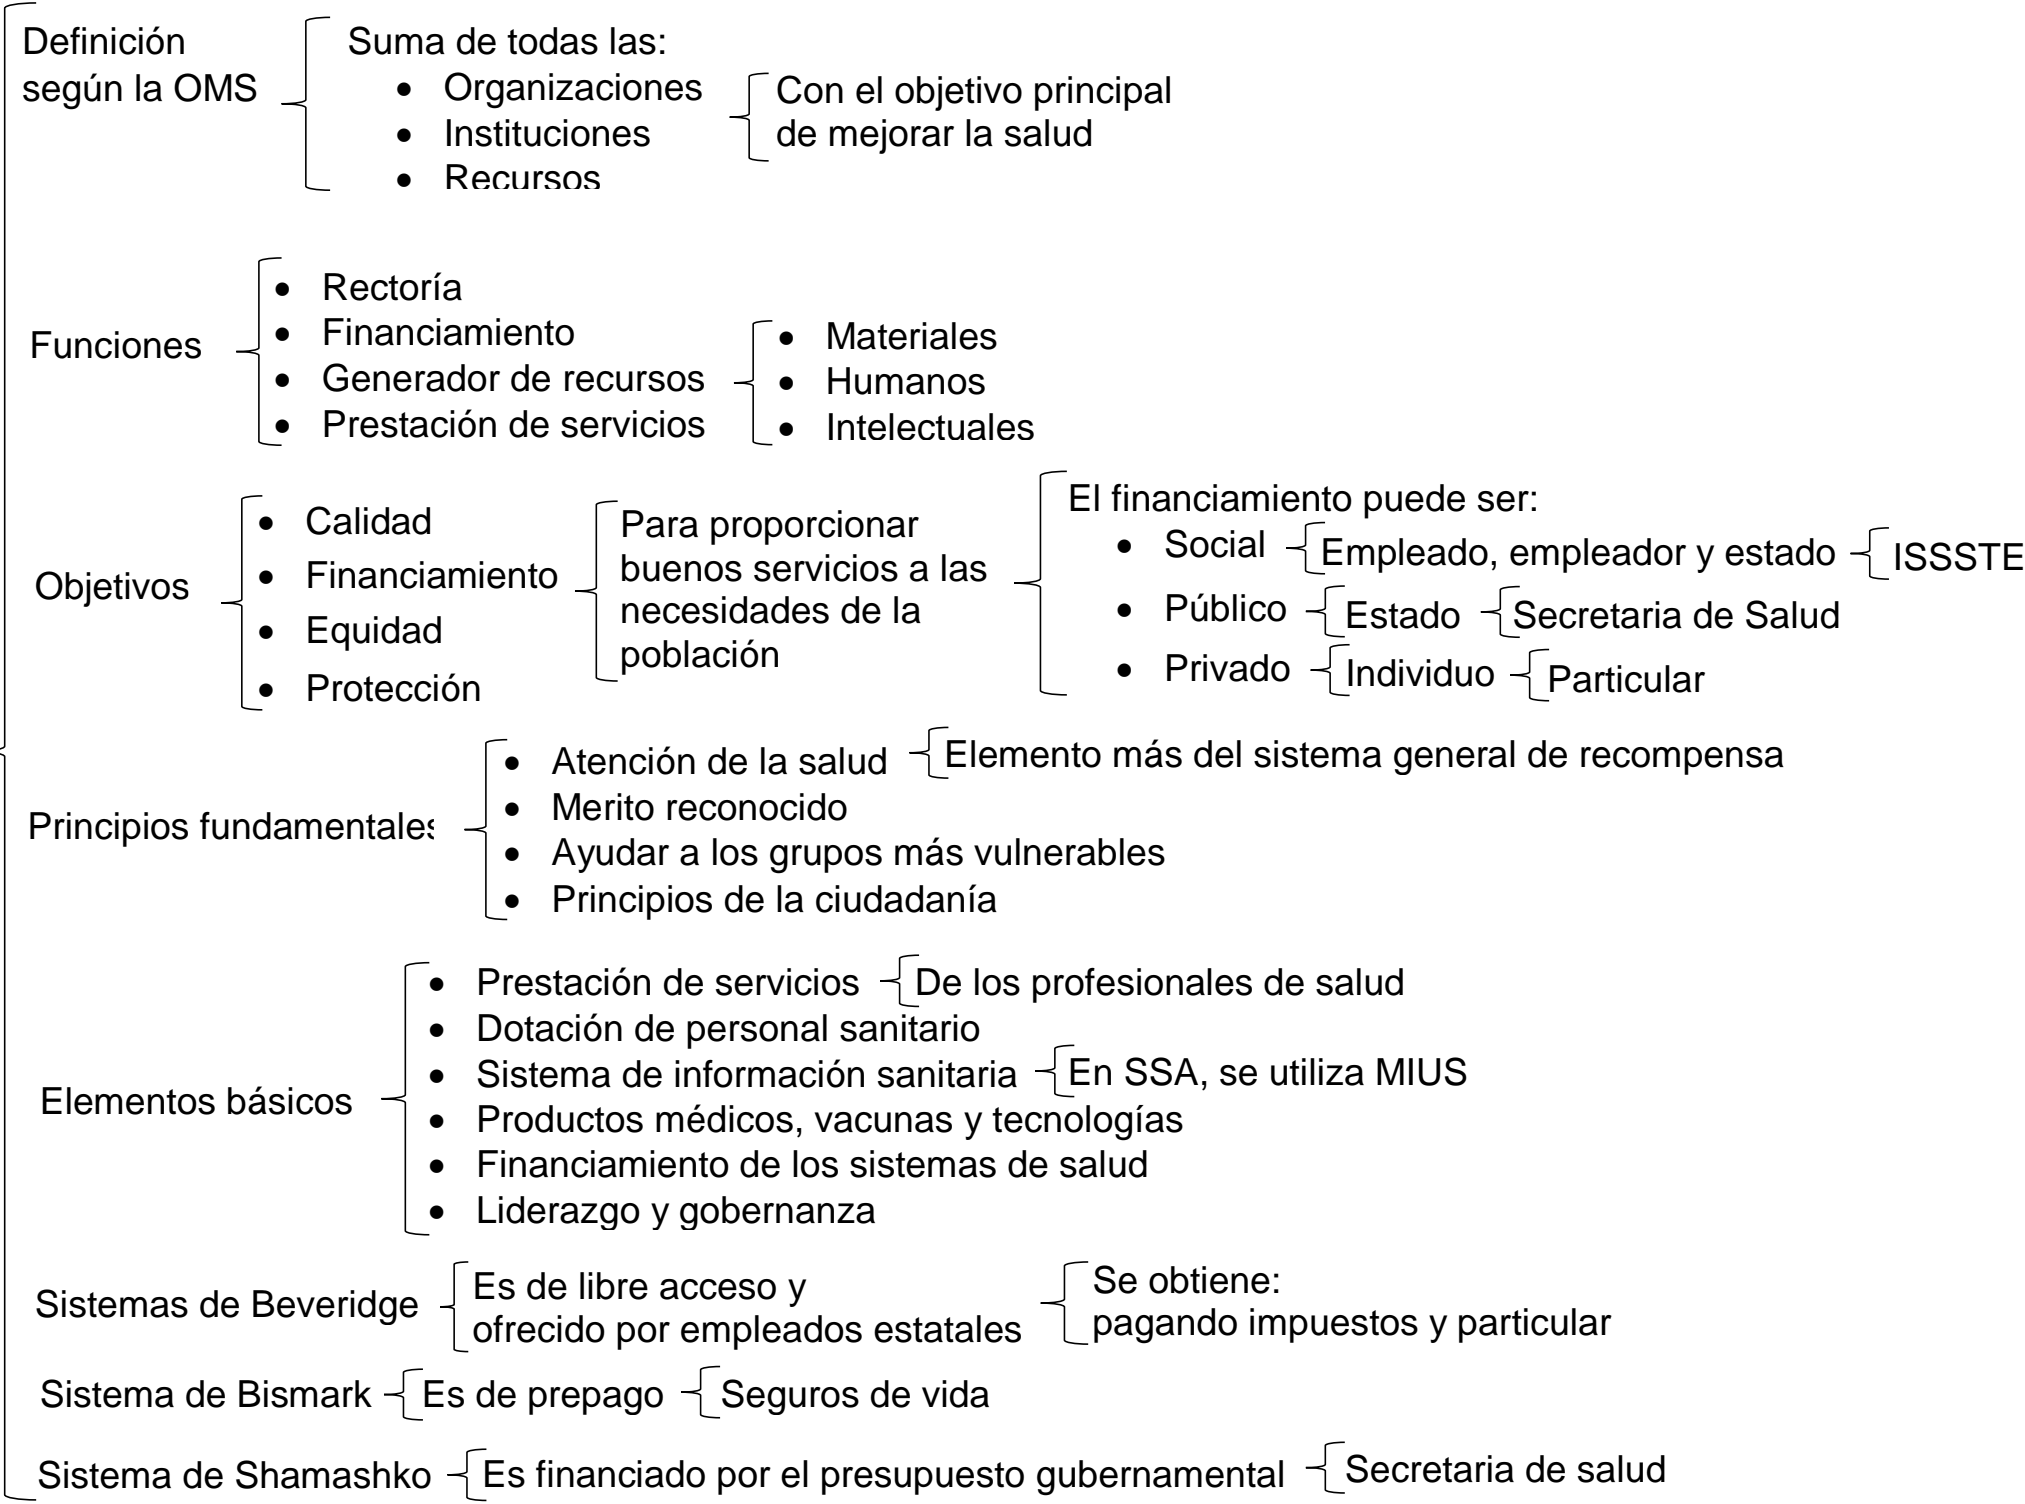 Definición
según la OMS
Suma de todas las:
• Organizaciones
• Instituciones
• Recursos
Con el objetivo principal
de mejorar la salud
Funciones
• Rectoría
• Financiamiento
• Generador de recursos
• Prestación de servicios
• Materiales
• Humanos
• Intelectuales
Objetivos
• Calidad
• Financiamiento
• Equidad
• Protección
Para proporcionar
buenos servicios a las
necesidades de la
población
El financiamiento puede ser:
• Social
Empleado, empleador y estado
ISSSTE
• Público
Estado
Secretaria de Salud
• Privado
Individuo
Particular
Principios fundamentales
• Atención de la salud
Elemento más del sistema general de recompensa
• Merito reconocido
• Ayudar a los grupos más vulnerables
• Principios de la ciudadanía
Elementos básicos
• Prestación de servicios
De los profesionales de salud
• Dotación de personal sanitario
• Sistema de información sanitaria
En SSA, se utiliza MIUS
• Productos médicos, vacunas y tecnologías
• Financiamiento de los sistemas de salud
• Liderazgo y gobernanza
Sistemas de Beveridge
Es de libre acceso y
ofrecido por empleados estatales
Se obtiene:
pagando impuestos y particular
Sistema de Bismark
Es de prepago
Seguros de vida
Sistema de Shamashko
Es financiado por el presupuesto gubernamental
Secretaria de salud